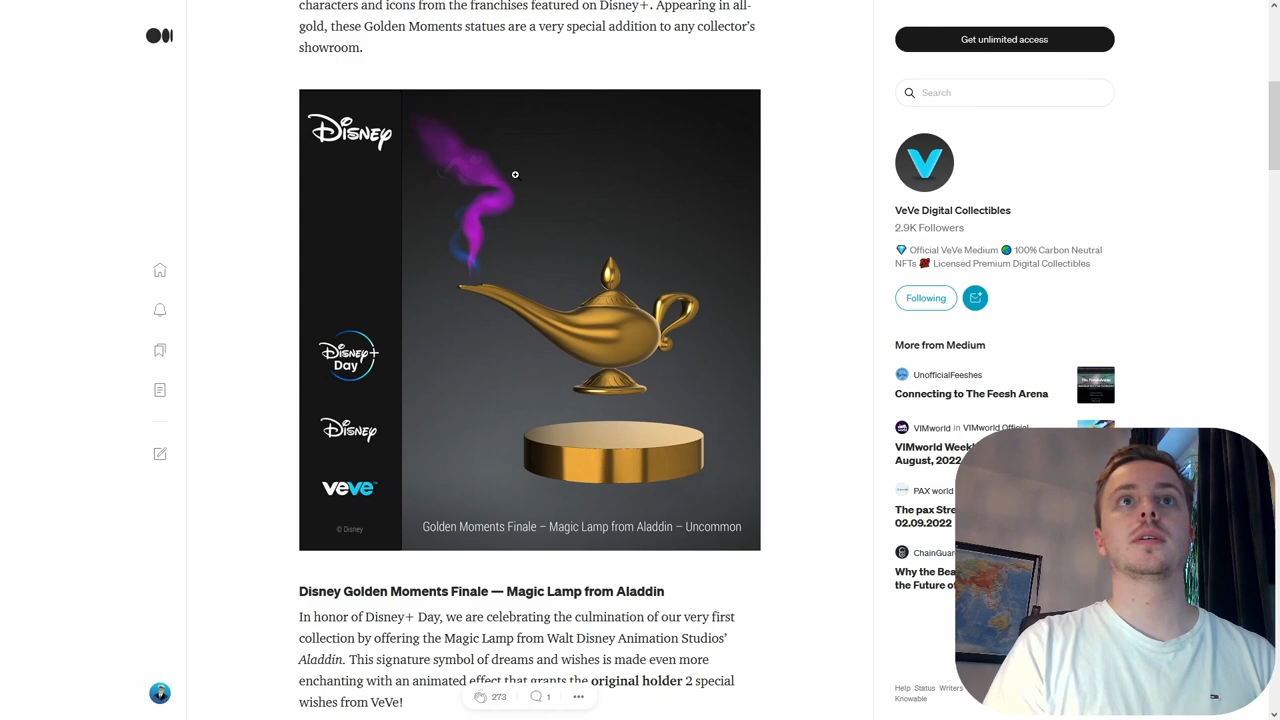 characters and icons from the franchises featured on Disney+. Appearing in all-
gold, these Golden Moments statues are a very special addition to any collector's
showroom.
Disney
Disney+
Day
Disney
VEVE
© Disney
Golden Moments Finale – Magic Lamp from Aladdin – Uncommon
Disney Golden Moments Finale — Magic Lamp from Aladdin
In honor of Disney+ Day, we are celebrating the culmination of our very first
collection by offering the Magic Lamp from Walt Disney Animation Studios'
Aladdin. This signature symbol of dreams and wishes is made even more
enchanting with an animated effect that grants the original holder 2 special
wishes from VeVe!
273
1
Get unlimited access
Search
VeVe Digital Collectibles
2.9K Followers
Official VeVe Medium 100% Carbon Neutral
NFTs Licensed Premium Digital Collectibles
Following
More from Medium
UnofficialFeeshes
Connecting to The Feesh Arena
VIMworld in VIMworld Official
VIMworld
August, 2022
PAX world
The pax
02.09.2022
Why the
the Future
Help Status Writers
Knowable